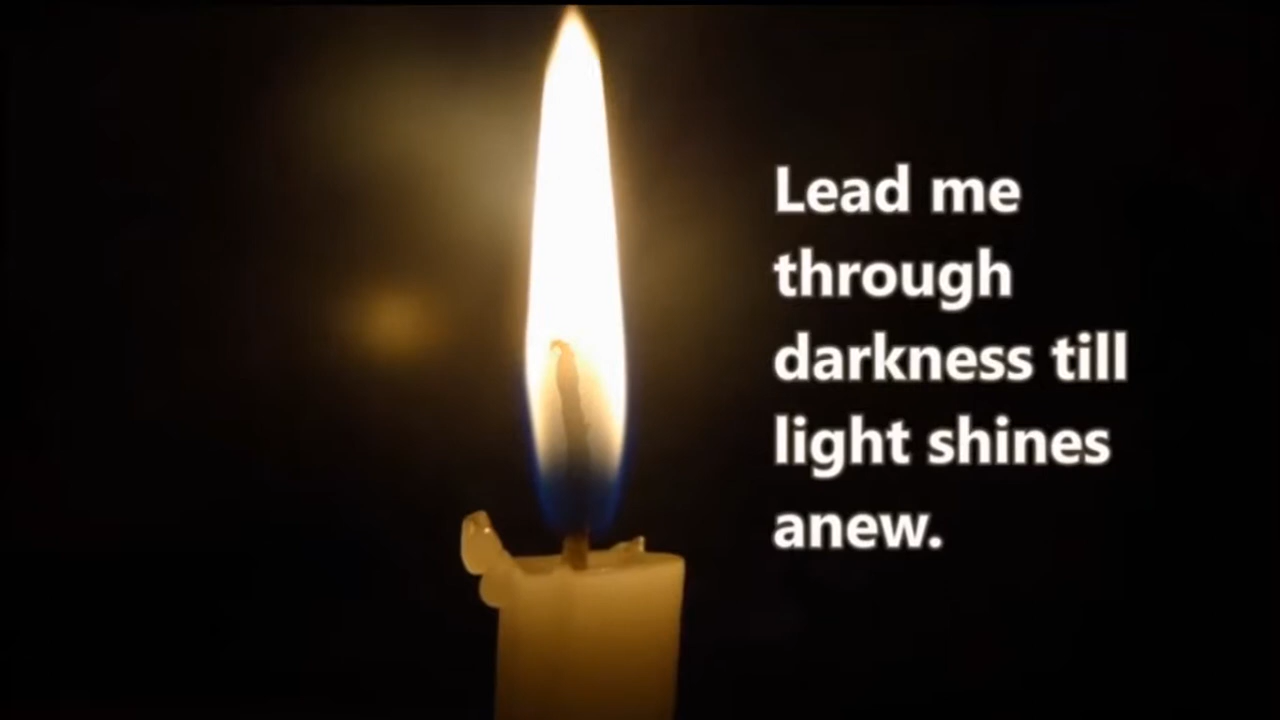 Lead me
through
darkness till
light shines
anew.